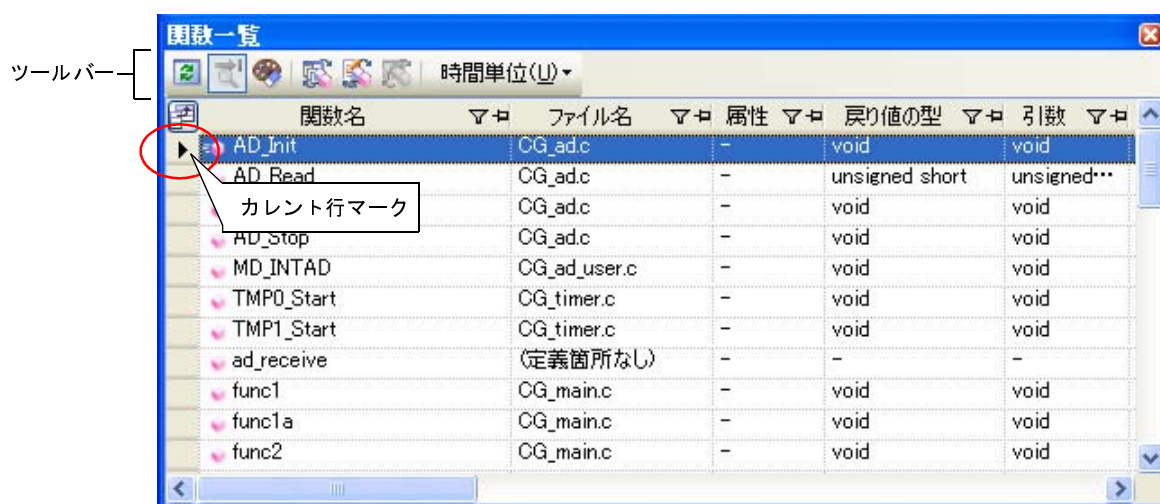 関数一覧
ツールバー
時間単位(U)
関数名 ファイル名 属性 戻り値の型 引数
AD_Init CG_ad.c - void void
AD_Read CG_ad.c - unsigned short unsigned…
カレント行マーク
CG_ad.c - void void
AD_Stop CG_ad.c - void void
MD_INTAD CG_ad_user.c - void void
TMP0_Start CG_timer.c - void void
TMP1_Start CG_timer.c - void void
ad_receive (定義箇所なし) - - -
func1 CG_main.c - void void
func1a CG_main.c - void void
func2 CG_main.c - void void